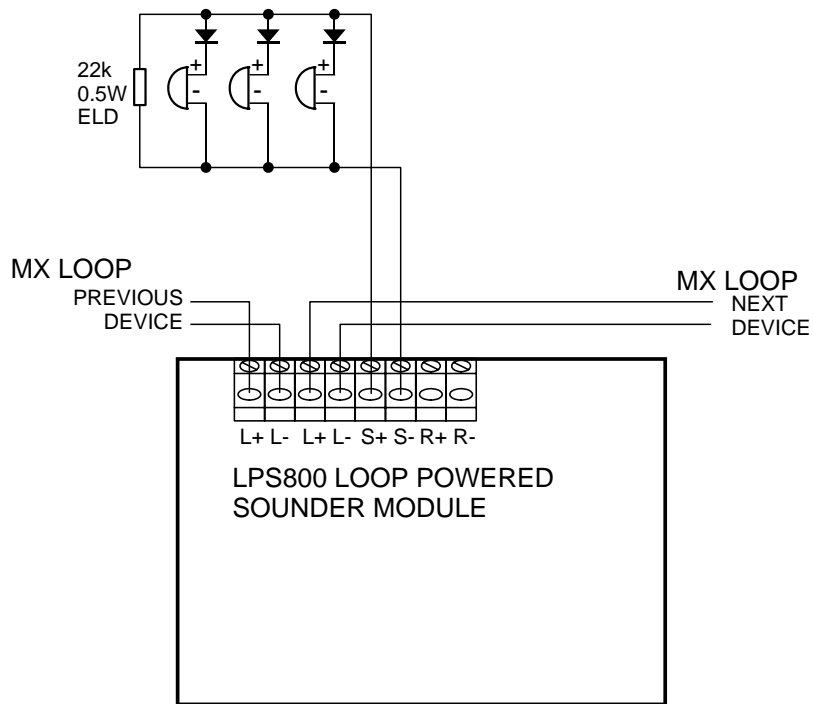 + + +
- - -
22k
0.5W
ELD
MX LOOP
PREVIOUS
DEVICE
MX LOOP
NEXT
DEVICE
L+ L- L+ L- S+ S- R+ R-
LPS800 LOOP POWERED
SOUNDER MODULE